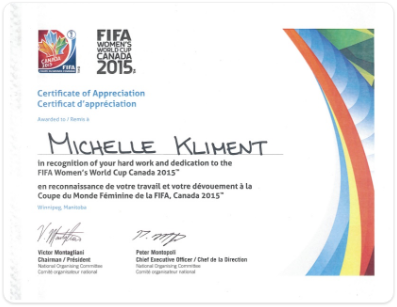 CANADA 2015
FIFA
FIFA
WOMEN'S
WORLD CUP
CANADA
2015
Certificate of Appreciation
Certificat d'appréciation
Awarded to / Remis à
MICHELLE KLIMENT
in recognition of your hard work and dedication to the
FIFA Women's World Cup Canada 2015™
en reconnaissance de votre travail et votre dévouement à la
Coupe du Monde Féminine de la FIFA, Canada 2015™
Winnipeg, Manitoba
Victor Montagliani
Chairman / Président
National Organising Committee
Comité organisateur national
Peter Montopoli
Chief Executive Officer / Chef de la Direction
National Organising Committee
Comité organisateur national